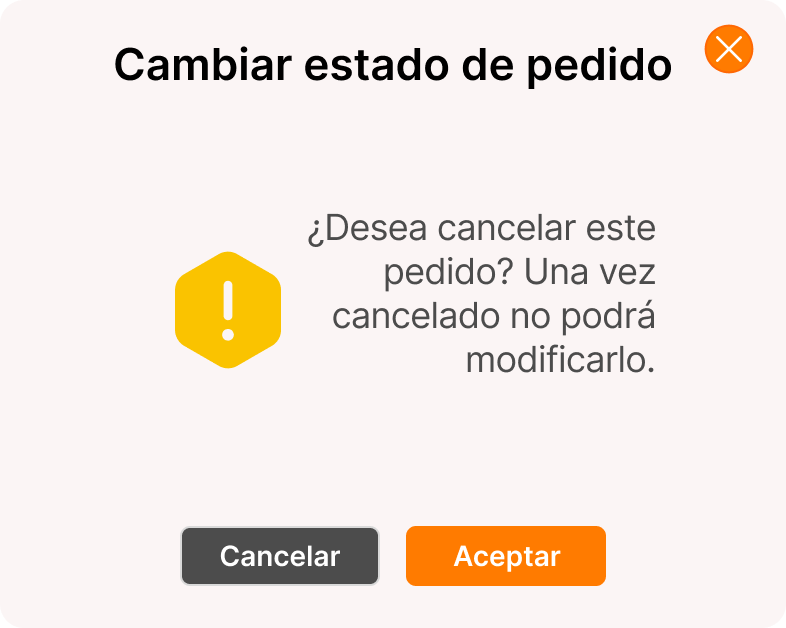 Cambiar estado de pedido
¿Desea cancelar este
pedido? Una vez
cancelado no podrá
modificarlo.
Cancelar
Aceptar